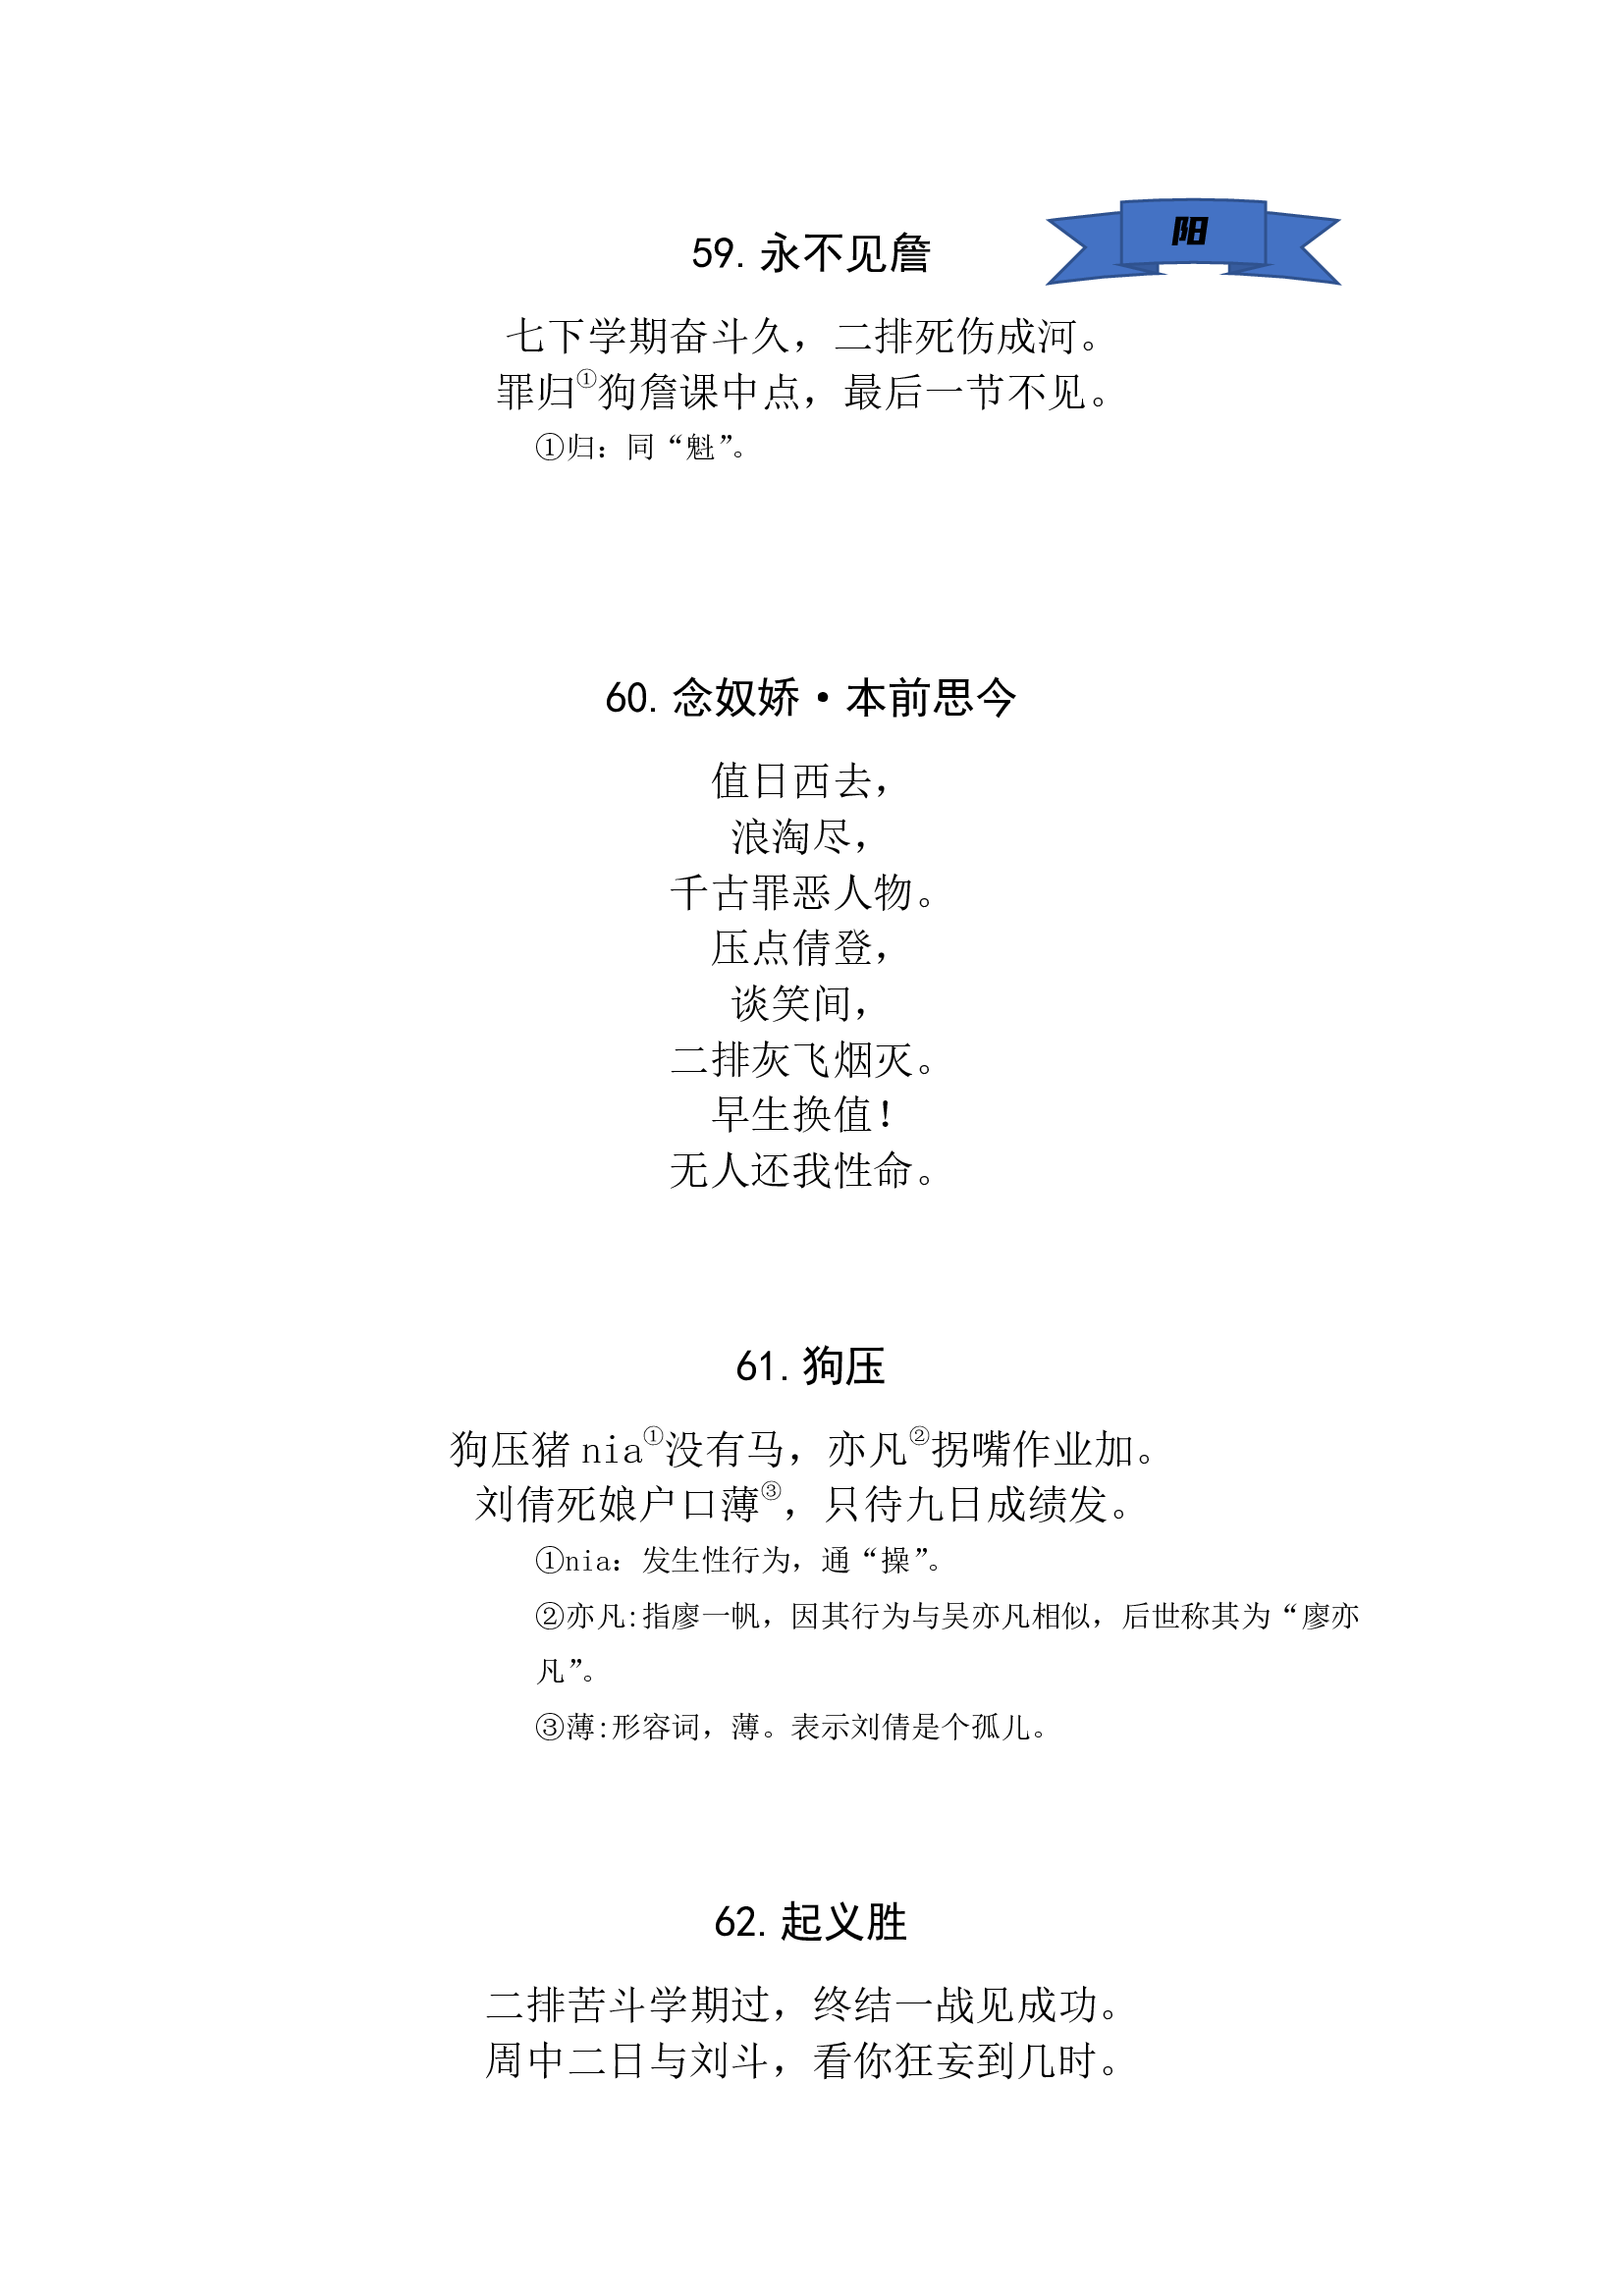 阳
59.永不见詹
七下学期奋斗久，二排死伤成河。
罪归①狗詹课中点，最后一节不见。
①归：同“魁”。
60.念奴娇·本前思今
值日西去，
浪淘尽，
千古罪恶人物。
压点倩登，
谈笑间，
二排灰飞烟灭。
早生换值！
无人还我性命。
61.狗压
狗压猪 nia①没有马，亦凡②拐嘴作业加。
刘倩死娘户口薄③，只待九日成绩发。
①nia：发生性行为，通“操”。
②亦凡:指廖一帆，因其行为与吴亦凡相似，后世称其为“廖亦
凡”。
③薄:形容词，薄。表示刘倩是个孤儿。
62.起义胜
二排苦斗学期过，终结一战见成功。
周中二日与刘斗，看你狂妄到几时。